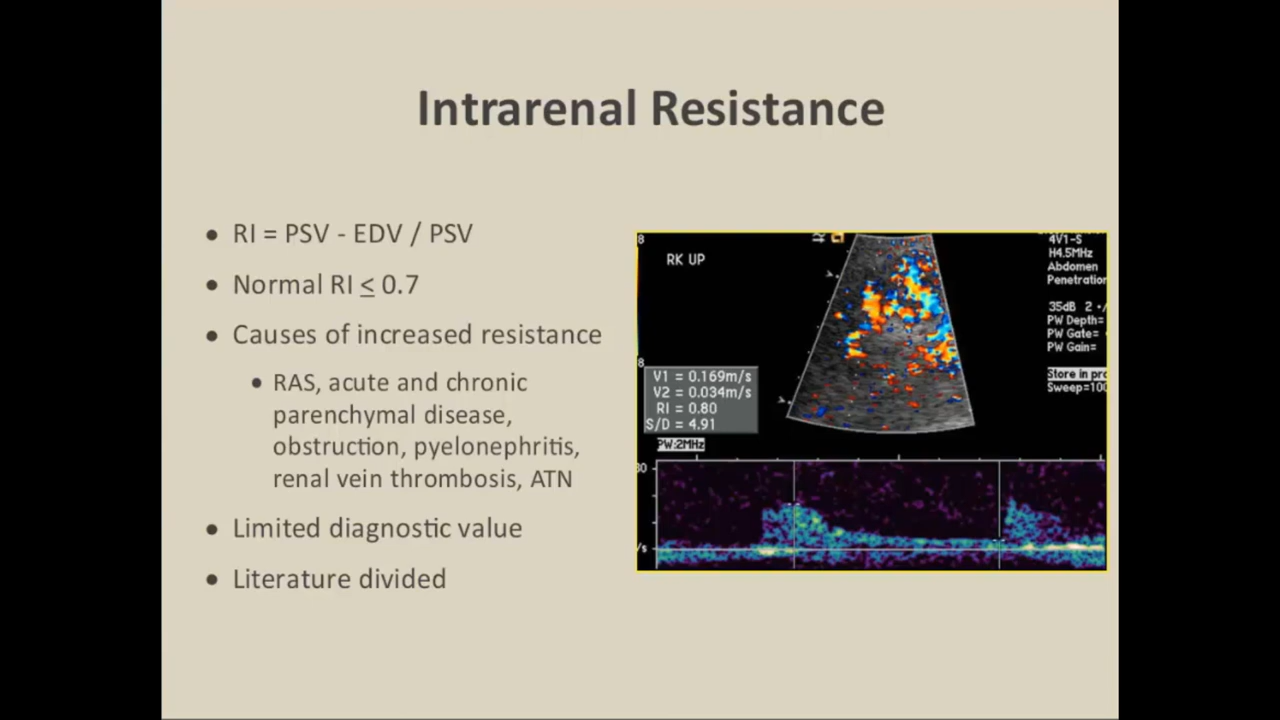 Intrarenal Resistance
• RI = PSV - EDV / PSV
• Normal RI ≤ 0.7
• Causes of increased resistance
• RAS, acute and chronic
parenchymal disease,
obstruction, pyelonephritis,
renal vein thrombosis, ATN
• Limited diagnostic value
• Literature divided
8
RK UP
4V1-S
H4.5MHz
Abdomen
Penetration
35dB 2
PW Depth=
PW Gate=
PW Gain=
Store in pro
Sweep=100
8
V1 = 0.169m/s
V2 = 0.034m/s
RI = 0.80
S/D = 4.91
PW:2MHz